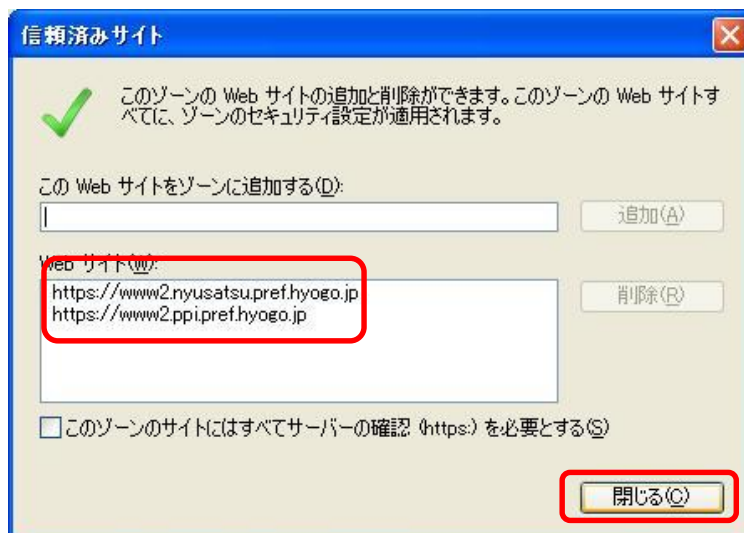 信頼済みサイト
このゾーンの Web サイトの追加と削除ができます。このゾーンの Web サイトす
べてに、ゾーンのセキュリティ設定が適用されます。
この Web サイトをゾーンに追加する(D):
追加(A)
Web サイト(W):
https://www2.nyusatsu.pref.hyogo.jp
https://www2.ppi.pref.hyogo.jp
削除(R)
このゾーンのサイトにはすべてサーバーの確認 (https:) を必要とする(S)
閉じる(C)